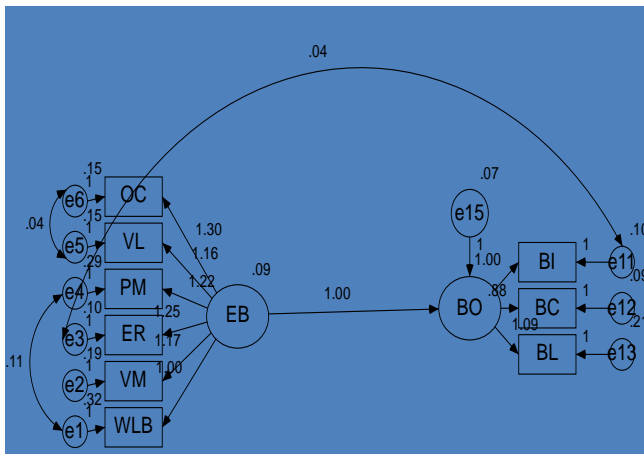 .04
.15
1
OC
e6
.07
.15
1
1.30
e15
.04
VL
e5
1.16
1
.10
.29
1
1.00
1
BI
e11
1.22
PM
e4
.09
.09
.10
1
1.25
EB
1.00
BO
.88
1
BC
e12
ER
e3
1.17
.21
.19
1
1.09
1
BL
e13
.11
1.00
VM
e2
.32
1
WLB
e1